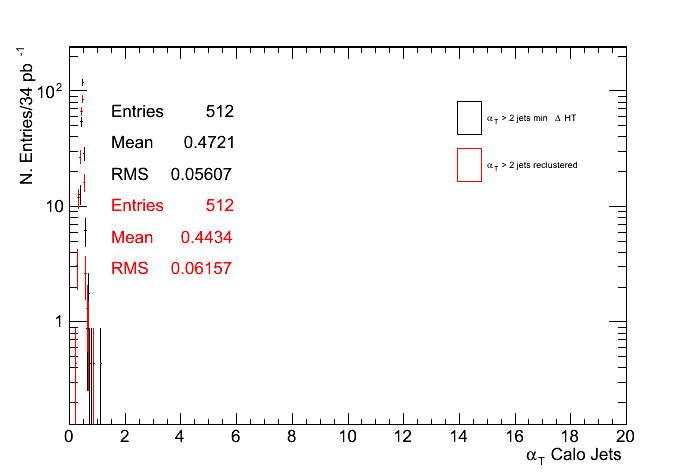 N. Entries/34 pb⁻¹
10²
10
1
Entries 512
Mean 0.4721
RMS 0.05607
Entries 512
Mean 0.4434
RMS 0.06157
α_T > 2 jets min Δ HT
α_T > 2 jets reclustered
0 2 4 6 8 10 12 14 16 18 20
α_T Calo Jets